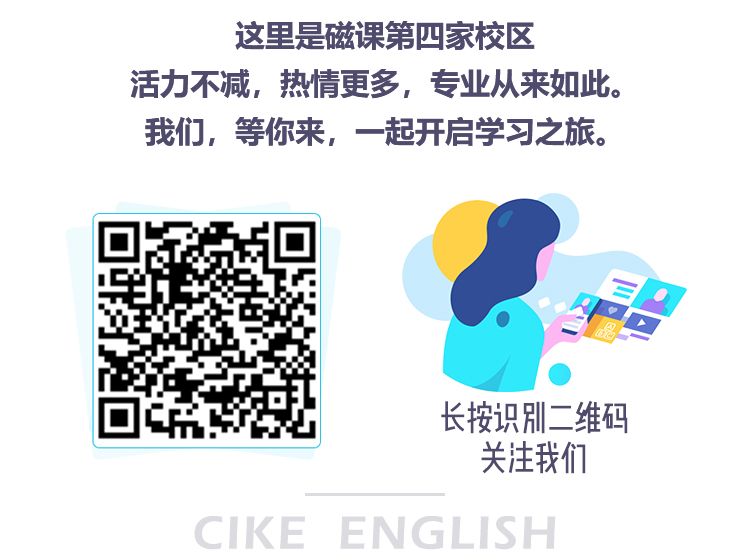 这里是磁课第四家校区
活力不减，热情更多，专业从来如此。
我们，等你来，一起开启学习之旅。
长按识别二维码
关注我们
CIKE ENGLISH